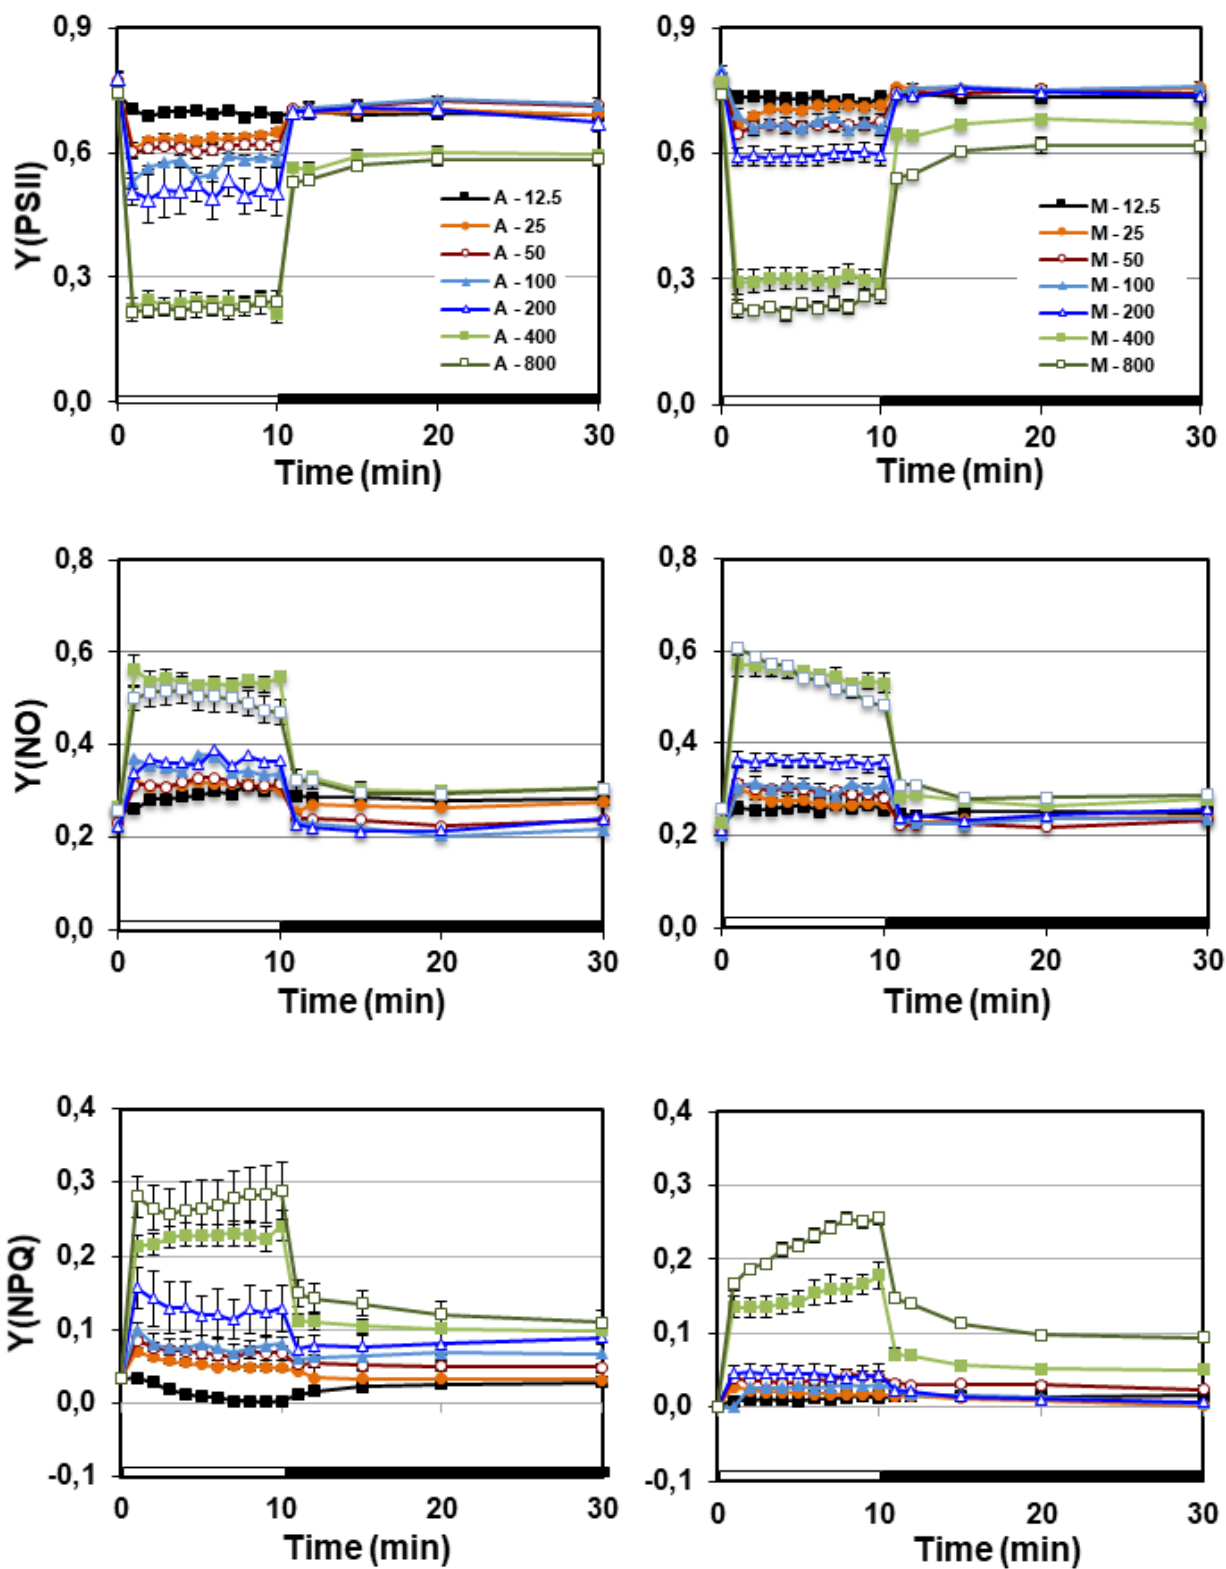 0,9
0,6
0,3
0,0
Y(PSII)
A - 12.5
A - 25
A - 50
A - 100
A - 200
A - 400
A - 800
0 10 20 30
Time (min)
0,9
0,6
0,3
0,0
M - 12.5
M - 25
M - 50
M - 100
M - 200
M - 400
M - 800
0 10 20 30
Time (min)
0,8
0,6
0,4
0,2
0,0
Y(NO)
0 10 20 30
Time (min)
0,8
0,6
0,4
0,2
0,0
0 10 20 30
Time (min)
0,4
0,3
0,2
0,1
0,0
-0,1
Y(NPQ)
0 10 20 30
Time (min)
0,4
0,3
0,2
0,1
0,0
-0,1
0 10 20 30
Time (min)